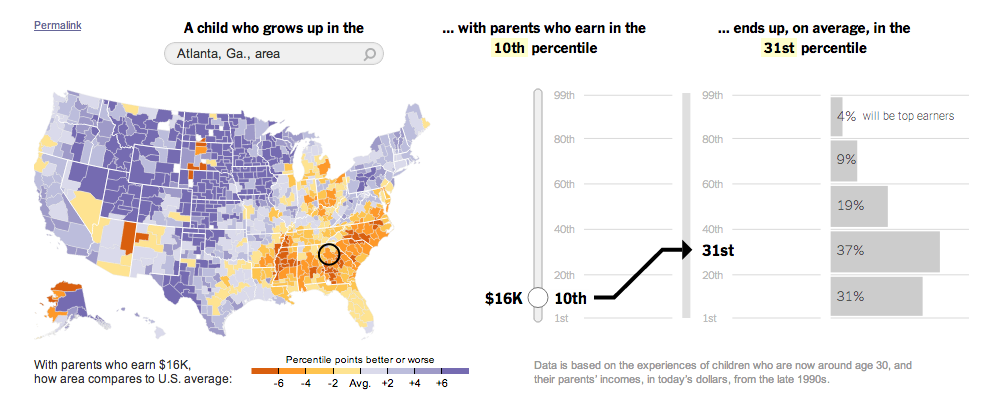 Permalink
A child who grows up in the
Atlanta, Ga., area
... with parents who earn in the
10th percentile
... ends up, on average, in the
31st percentile
99th
80th
60th
40th
20th
1st
$16K
10th
99th
80th
60th
40th
31st
20th
1st
4% will be top earners
9%
19%
37%
31%
With parents who earn $16K,
how area compares to U.S. average:
Percentile points better or worse
-6 -4 -2 Avg. +2 +4 +6
Data is based on the experiences of children who are now around age 30, and
their parents' incomes, in today's dollars, from the late 1990s.